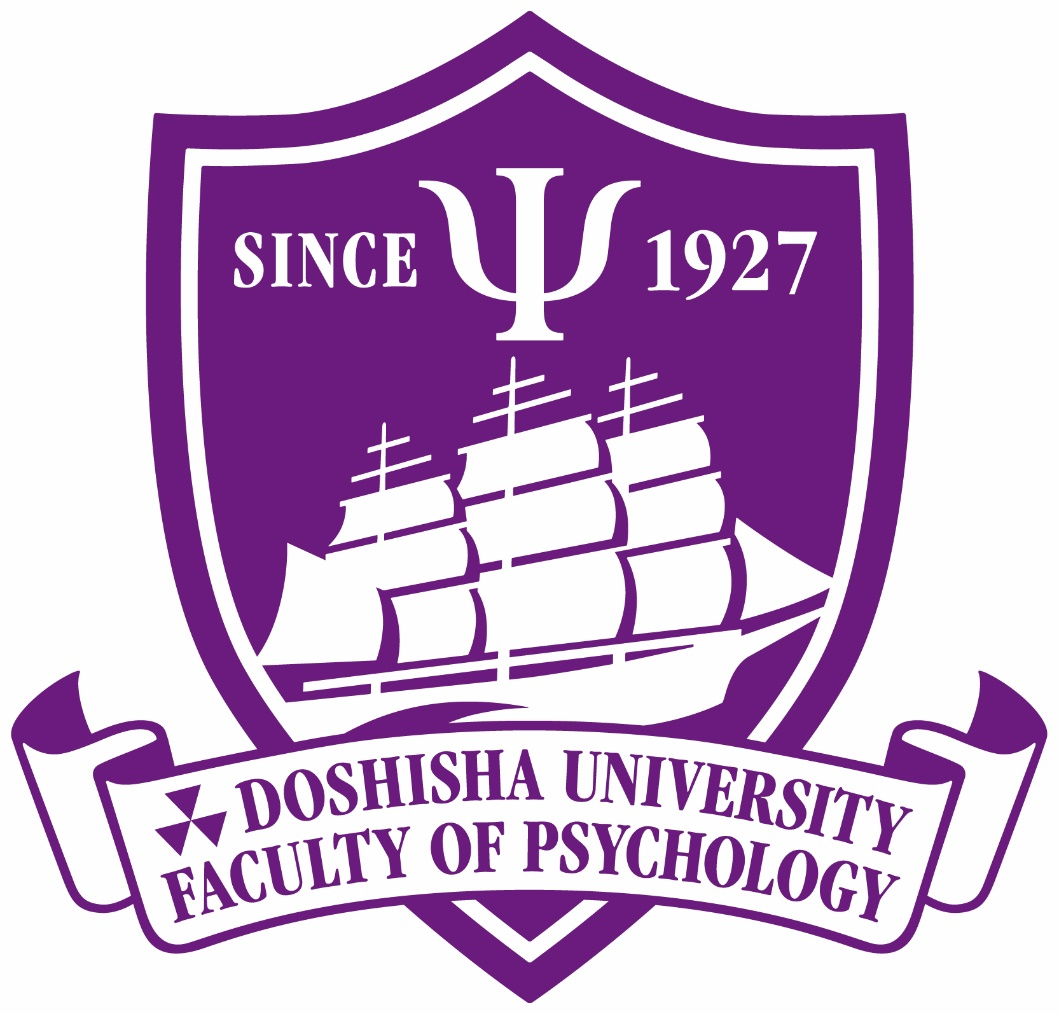 SINCE Ψ 1927
DOSHISHA UNIVERSITY
FACULTY OF PSYCHOLOGY